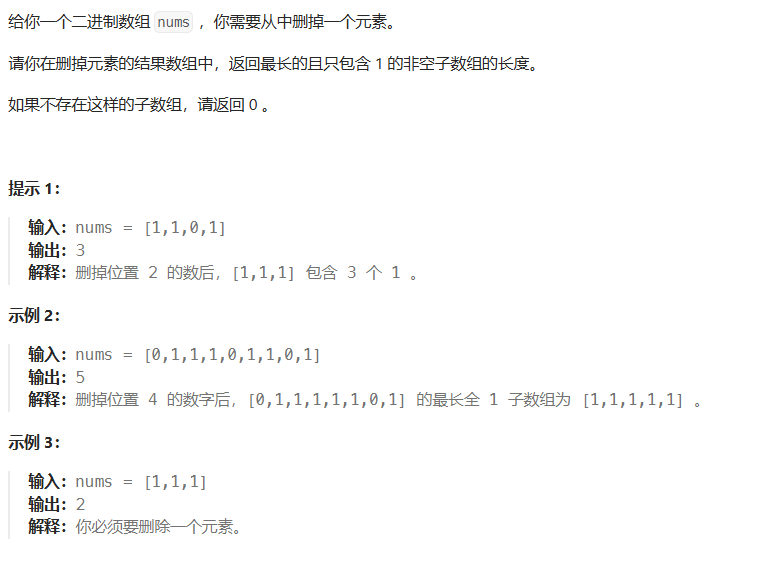 给你一个二进制数组 nums ，你需要从中删掉一个元素。
请你在删掉元素的结果数组中，返回最长的且只包含 1 的非空子数组的长度。
如果不存在这样的子数组，请返回 0 。
提示 1：
输入：nums = [1,1,0,1]
输出：3
解释：删掉位置 2 的数后，[1,1,1] 包含 3 个 1 。
示例 2：
输入：nums = [0,1,1,1,0,1,1,0,1]
输出：5
解释：删掉位置 4 的数字后，[0,1,1,1,1,1,0,1] 的最长全 1 子数组为 [1,1,1,1,1] 。
示例 3：
输入：nums = [1,1,1]
输出：2
解释：你必须要删除一个元素。